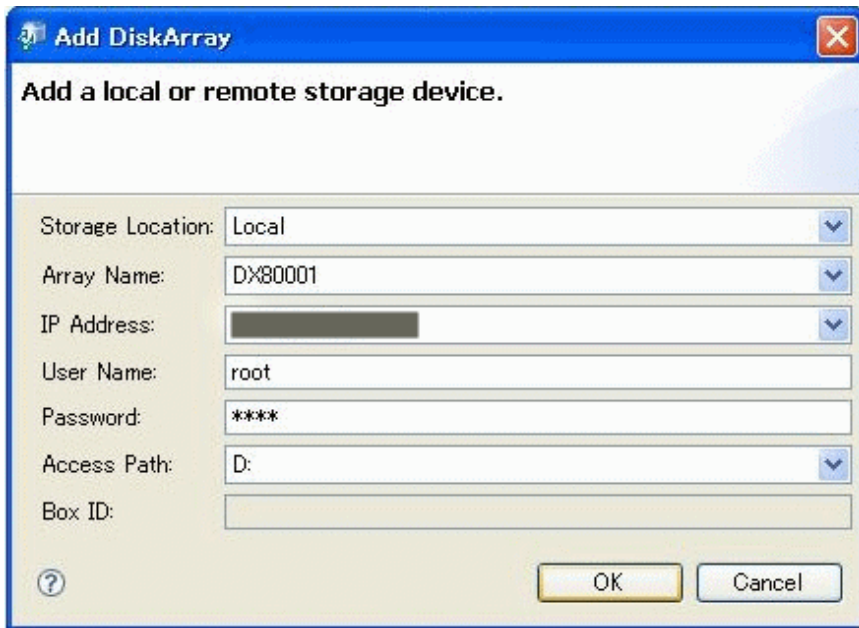 Add DiskArray
Add a local or remote storage device.
Storage Location: Local
Array Name: DX80001
IP Address:
User Name: root
Password: ****
Access Path: D:
Box ID:
OK Cancel